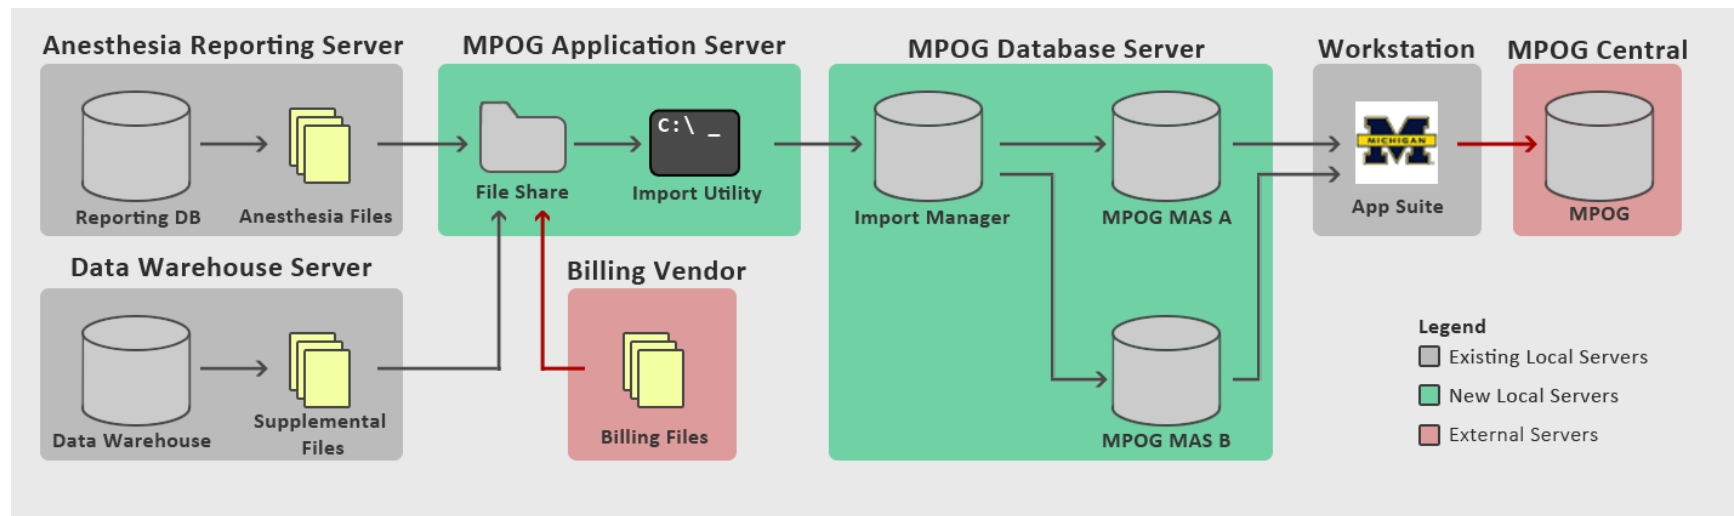 Anesthesia Reporting Server
MPOG Application Server
MPOG Database Server
Workstation
MPOG Central
C:\ _
MICHIGAN
File Share
Import Utility
Reporting DB
Anesthesia Files
Import Manager
MPOG MAS A
App Suite
MPOG
Data Warehouse Server
Billing Vendor
Data Warehouse
Supplemental
Files
Billing Files
MPOG MAS B
Legend
Existing Local Servers
New Local Servers
External Servers